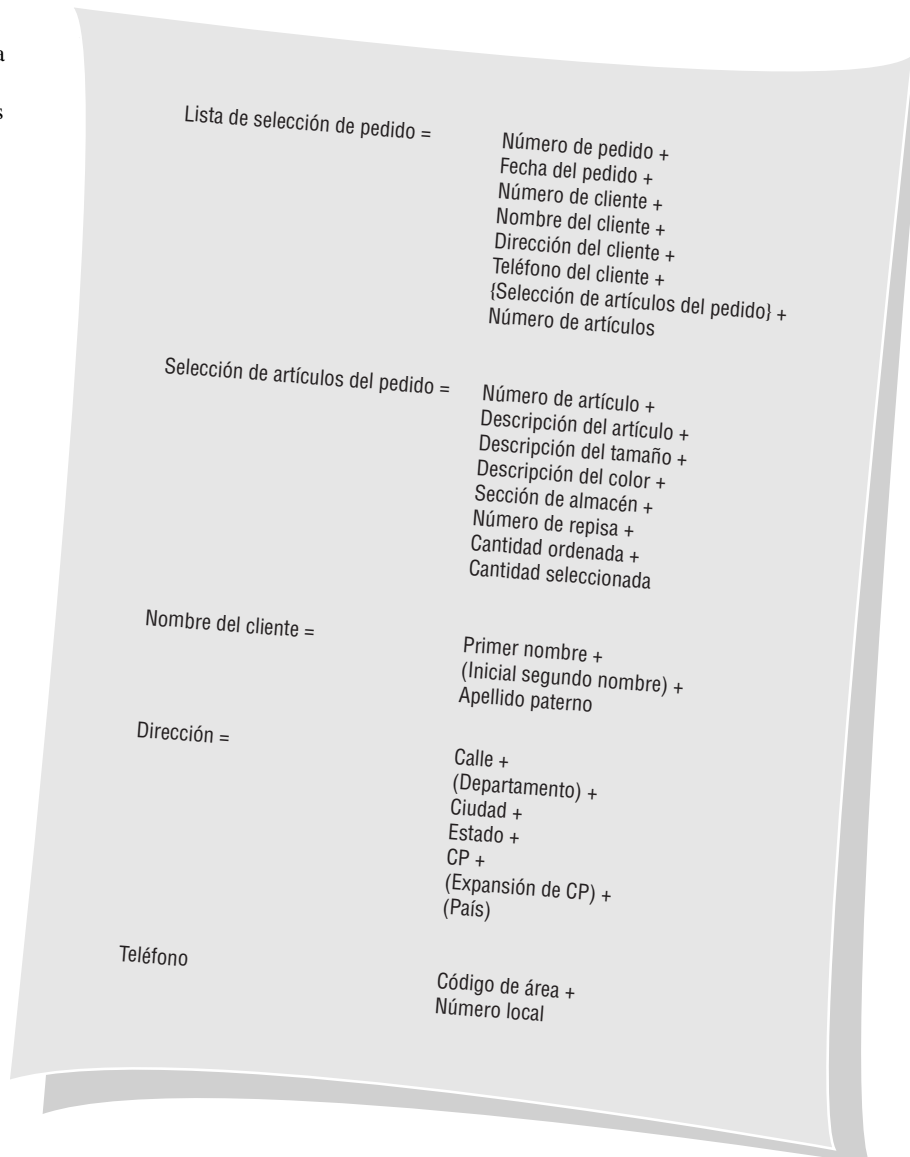 a
s
Lista de selección de pedido =
Número de pedido +
Fecha del pedido +
Número de cliente +
Nombre del cliente +
Dirección del cliente +
Teléfono del cliente +
{Selección de artículos del pedido} +
Número de artículos
Selección de artículos del pedido =
Número de artículo +
Descripción del artículo +
Descripción del tamaño +
Descripción del color +
Sección de almacén +
Número de repisa +
Cantidad ordenada +
Cantidad seleccionada
Nombre del cliente =
Primer nombre +
(Inicial segundo nombre) +
Apellido paterno
Dirección =
Calle +
(Departamento) +
Ciudad +
Estado +
CP +
(Expansión de CP) +
(País)
Teléfono
Código de área +
Número local